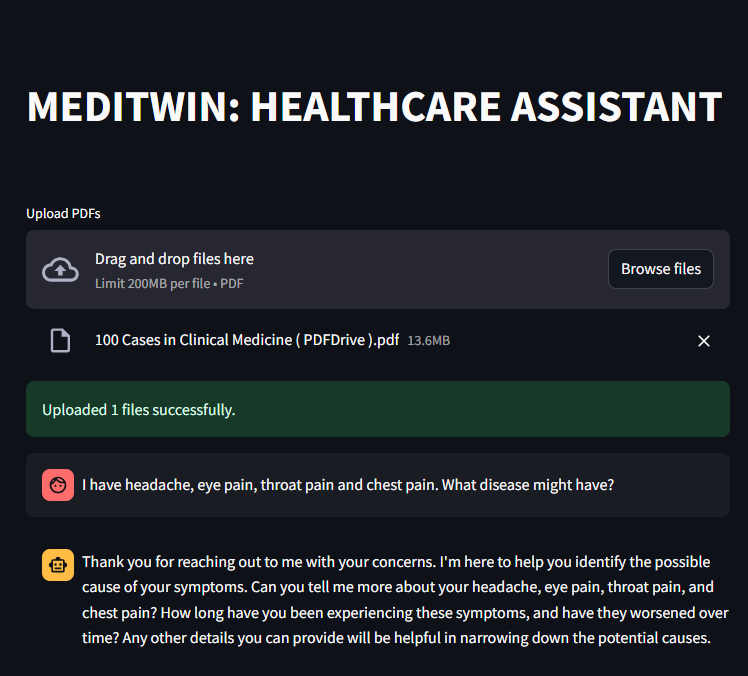 MEDITWIN: HEALTHCARE ASSISTANT
Upload PDFs
Drag and drop files here
Limit 200MB per file • PDF
Browse files
100 Cases in Clinical Medicine ( PDFDrive ).pdf 13.6MB
Uploaded 1 files successfully.
I have headache, eye pain, throat pain and chest pain. What disease might have?
Thank you for reaching out to me with your concerns. I'm here to help you identify the possible
cause of your symptoms. Can you tell me more about your headache, eye pain, throat pain, and
chest pain? How long have you been experiencing these symptoms, and have they worsened over
time? Any other details you can provide will be helpful in narrowing down the potential causes.